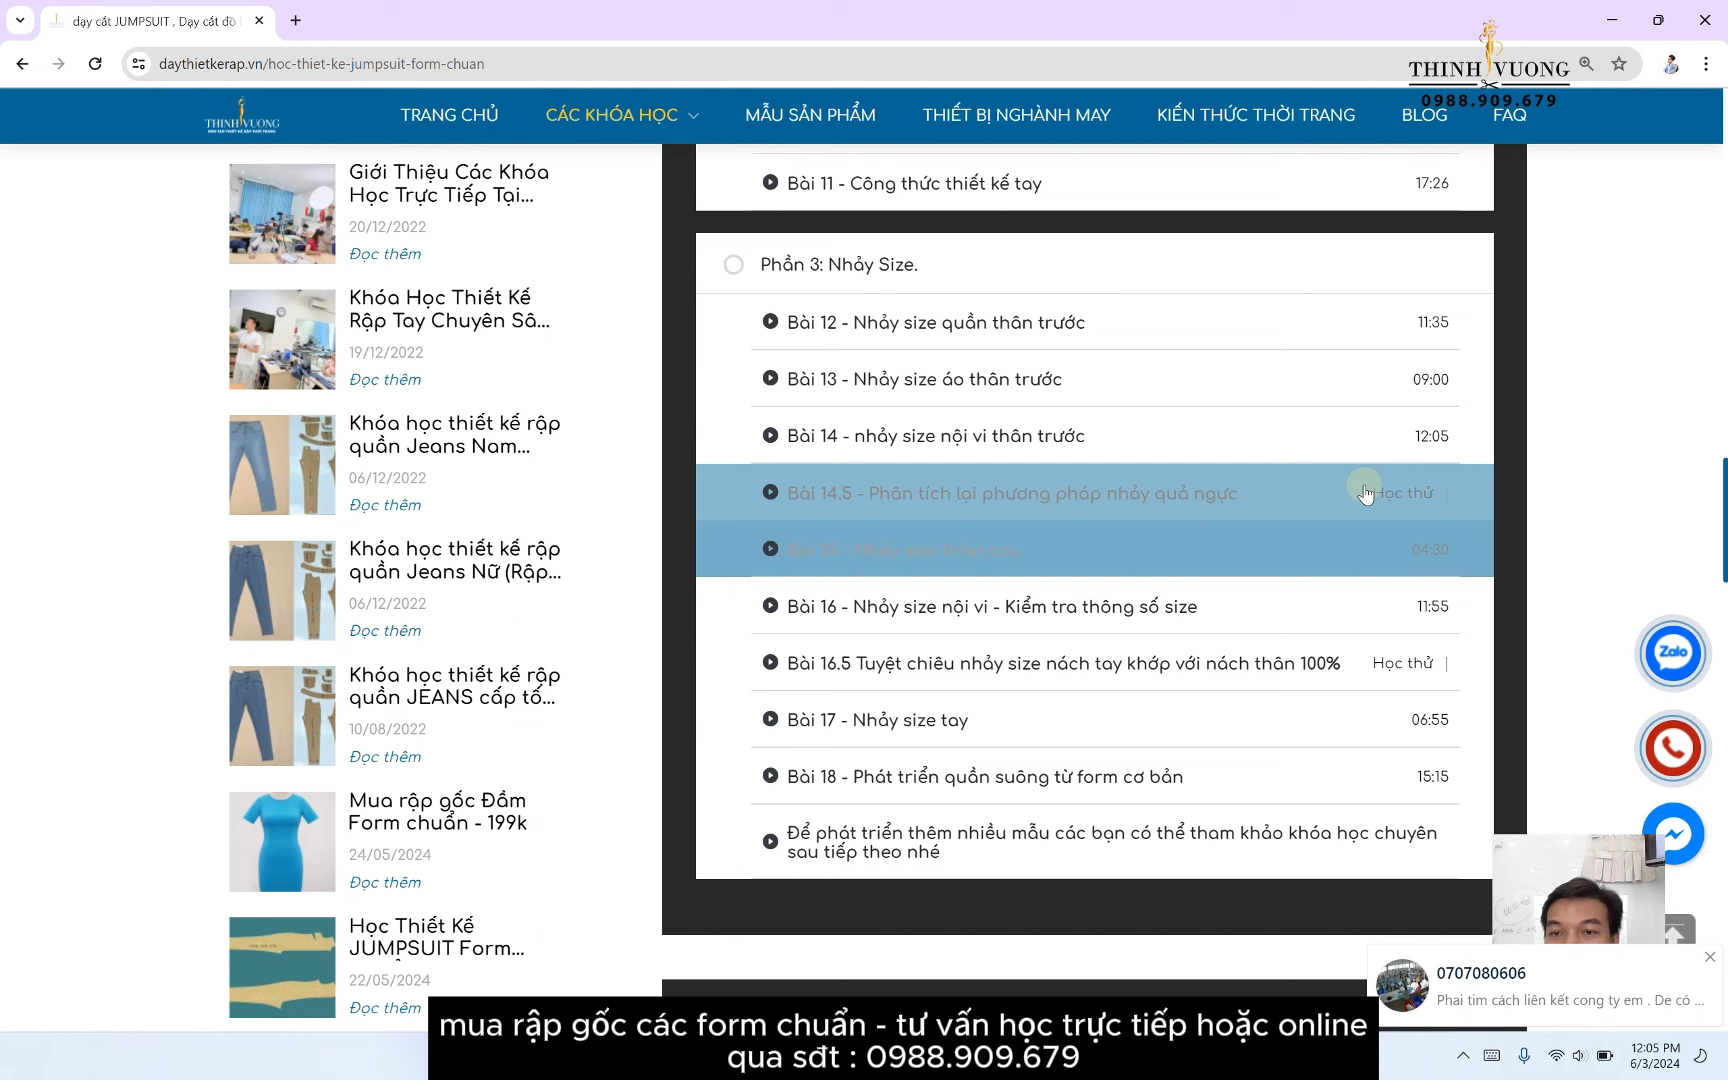 dạy cắt JUMPSUIT , Dạy cắt đồ
daythietkerap.vn/hoc-thiet-ke-jumpsuit-form-chuan
THINH VUONG
0988.909.679
THINH VUONG
TRANG CHỦ
CÁC KHÓA HỌC
MẪU SẢN PHẨM
THIẾT BỊ NGHÀNH MAY
KIẾN THỨC THỜI TRANG
BLOG
FAQ
Giới Thiệu Các Khóa
Học Trực Tiếp Tại...
20/12/2022
Đọc thêm
Khóa Học Thiết Kế
Rập Tay Chuyên Sâ...
19/12/2022
Đọc thêm
Khóa học thiết kế rập
quần Jeans Nam...
06/12/2022
Đọc thêm
Khóa học thiết kế rập
quần Jeans Nữ (Rập...
06/12/2022
Đọc thêm
Khóa học thiết kế rập
quần JEANS cấp tố...
10/08/2022
Đọc thêm
Mua rập gốc Đầm
Form chuẩn - 199k
24/05/2024
Đọc thêm
Học Thiết Kế
JUMPSUIT Form...
22/05/2024
Đọc thêm
Bài 11 - Công thức thiết kế tay 17:26
Phần 3: Nhảy Size.
Bài 12 - Nhảy size quần thân trước 11:35
Bài 13 - Nhảy size áo thân trước 09:00
Bài 14 - nhảy size nội vi thân trước 12:05
Bài 14.5 - Phân tích lại phương pháp nhảy quả ngực Học thử |
04:30
Bài 16 - Nhảy size nội vi - Kiểm tra thông số size 11:55
Bài 16.5 Tuyệt chiêu nhảy size nách tay khớp với nách thân 100% Học thử |
Bài 17 - Nhảy size tay 06:55
Bài 18 - Phát triển quần suông từ form cơ bản 15:15
Để phát triển thêm nhiều mẫu các bạn có thể tham khảo khóa học chuyên
sau tiếp theo nhé
Zalo
0707080606
Phai tim cách liên kết cong ty em . De có ...
mua rập gốc các form chuẩn - tư vấn học trực tiếp hoặc online
qua sđt : 0988.909.679
12:05 PM
6/3/2024